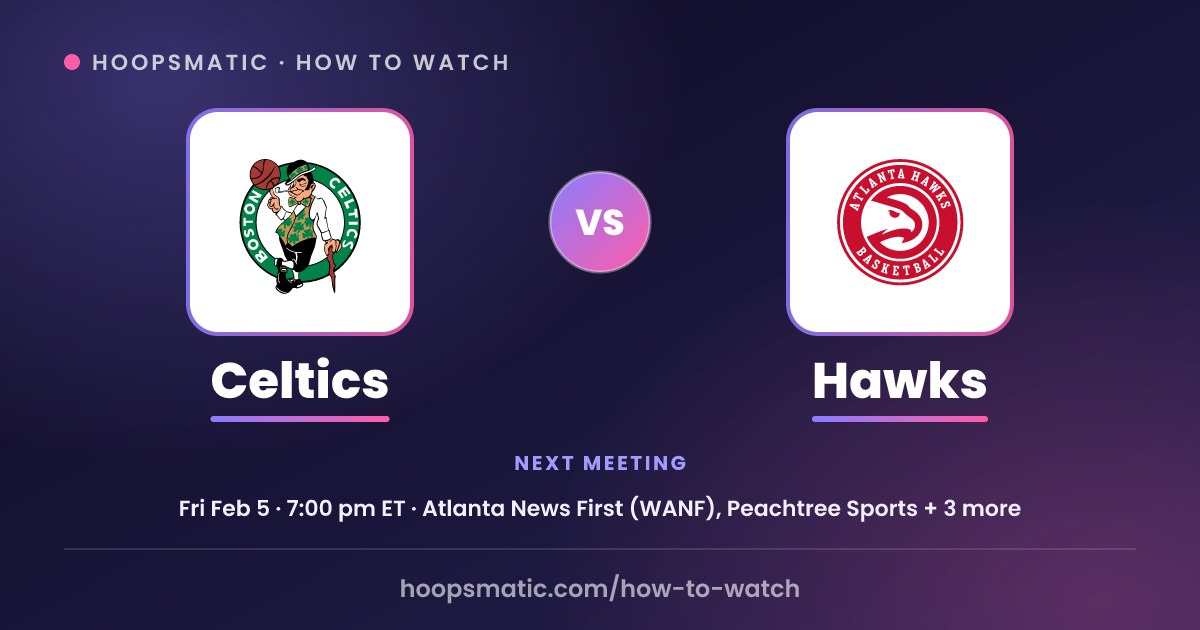 HOOPSMATIC · HOW TO WATCH
BOSTON CELTICS
VS
ATLANTA HAWKS
BASKETBALL
Celtics
Hawks
NEXT MEETING
Fri Feb 5 · 7:00 pm ET · Atlanta News First (WANF), Peachtree Sports + 3 more
hoopsmatic.com/how-to-watch